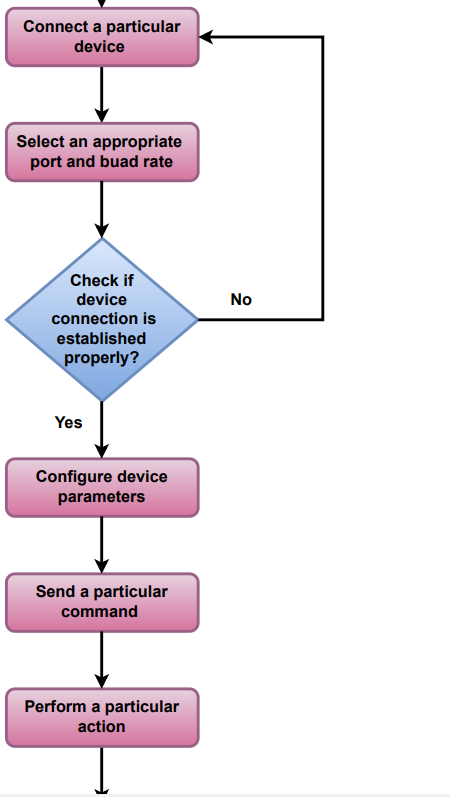 Connect a particular
device
Select an appropriate
port and buad rate
Check if
device
connection is
established
properly?
No
Yes
Configure device
parameters
Send a particular
command
Perform a particular
action